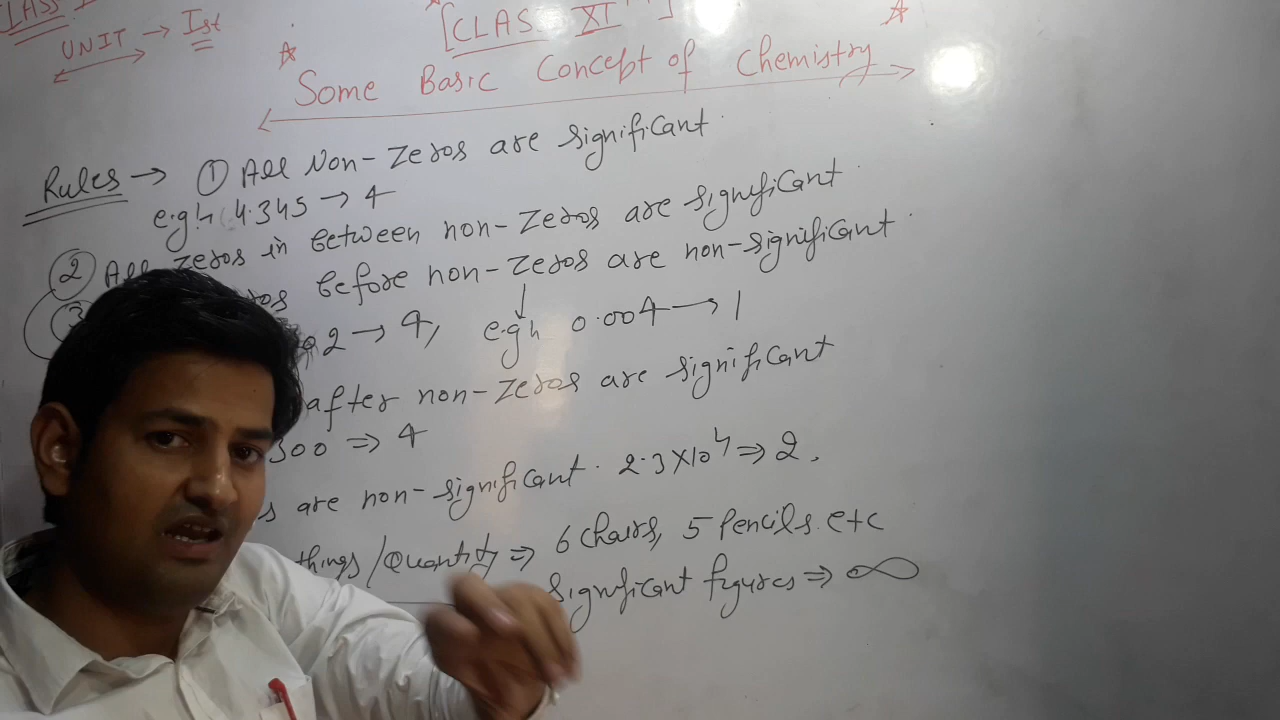 UNIT → Ist
[CLAS XI
Some Basic Concept of Chemistry
Rules → ① All Non-Zeros are significant.
e.g 4.345 → 4
② All zeros in between non-zeros are significant.
③ before non-zeros are non-significant.
2 → 4, e.g 0.004 → 1
after non-zeros are significant
300 ⇒ 4
are non-significant. 2.3×10⁴ ⇒ 2.
things/Quantity ⇒ 6 chairs, 5 Pencils etc
significant figures ⇒ ∞